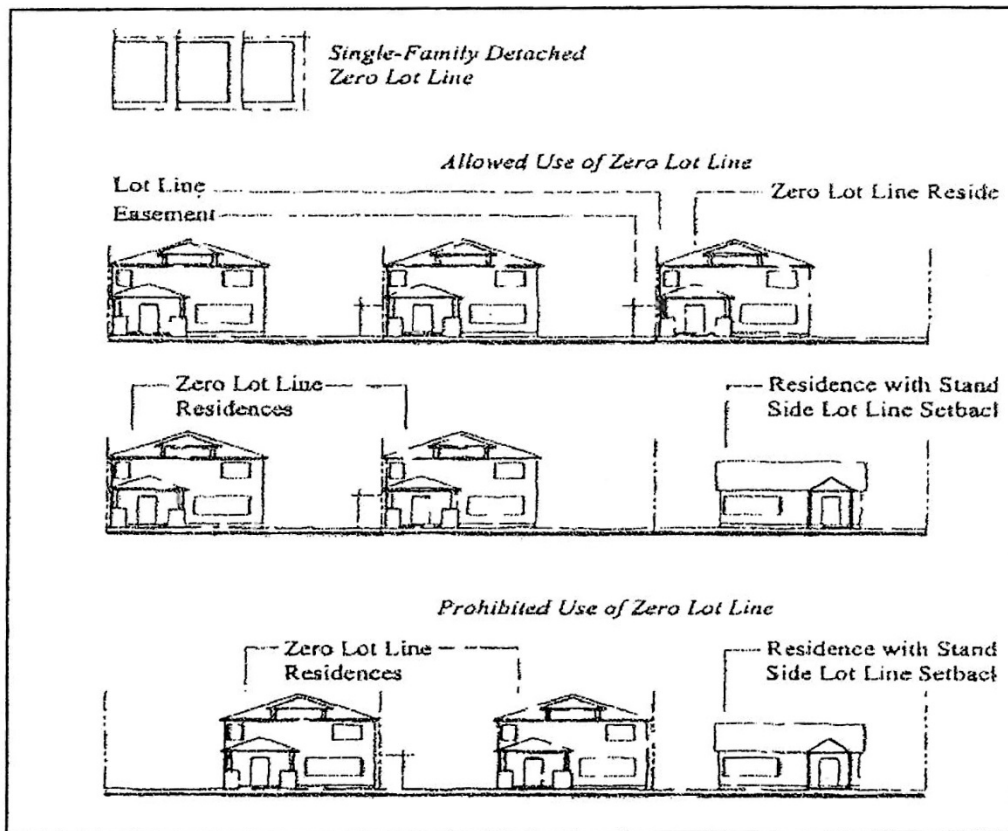 Single-Family Detached
Zero Lot Line
Allowed Use of Zero Lot Line
Lot Line
Zero Lot Line Reside
Easement
Zero Lot Line
Residences
Residence with Stand
Side Lot Line Setbacl
Prohibited Use of Zero Lot Line
Zero Lot Line
Residences
Residence with Stand
Side Lot Line Setbacl